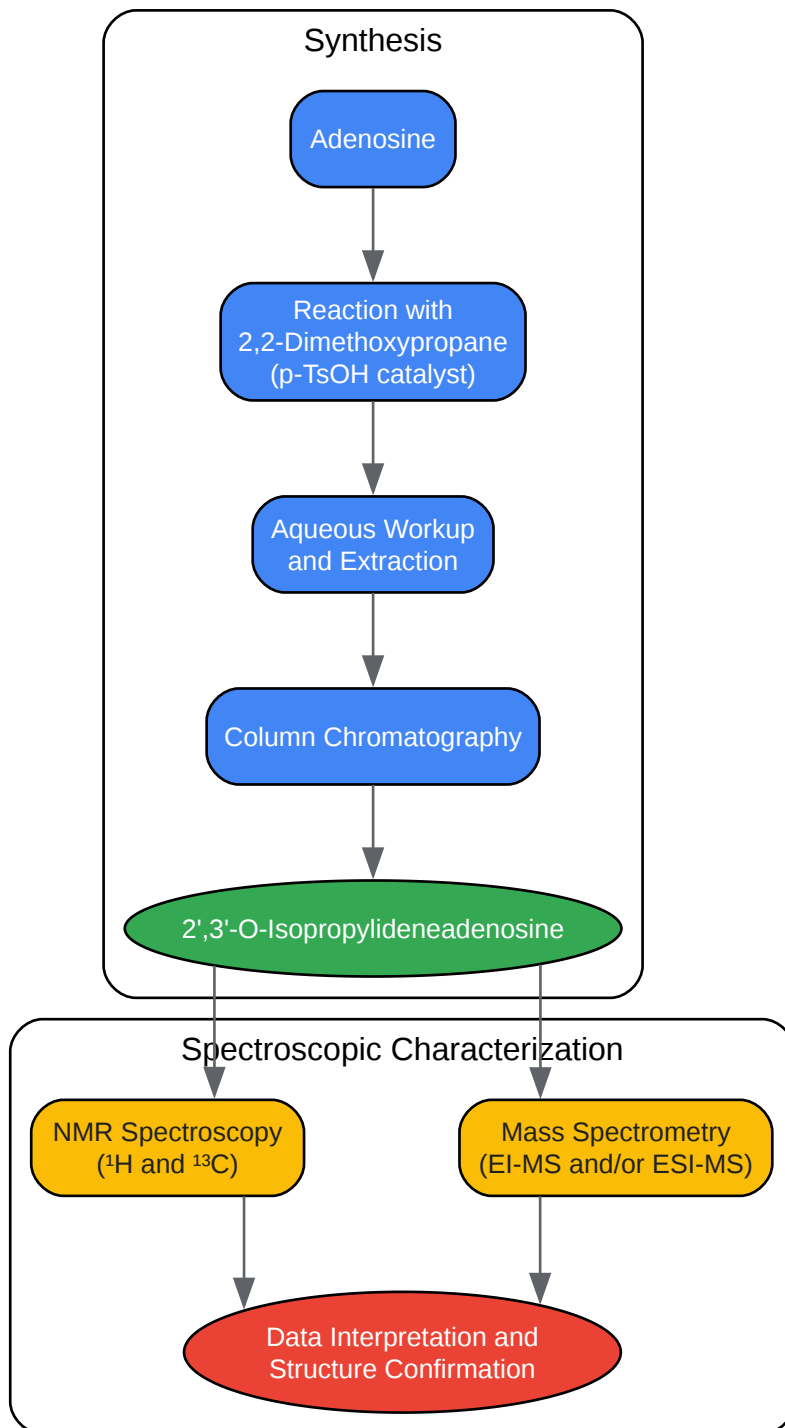 Synthesis
Adenosine
Reaction with
2,2-Dimethoxypropane
(p-TsOH catalyst)
Aqueous Workup
and Extraction
Column Chromatography
2',3'-O-Isopropylideneadenosine
Spectroscopic Characterization
NMR Spectroscopy
(¹H and ¹³C)
Mass Spectrometry
(EI-MS and/or ESI-MS)
Data Interpretation and
Structure Confirmation